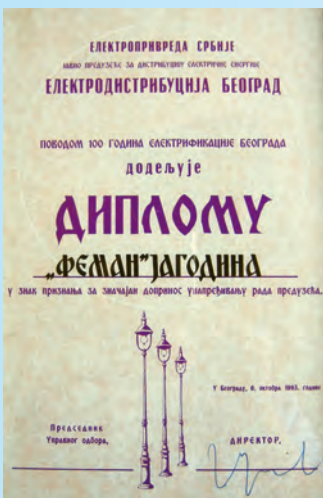 ЕЛЕКТРОПРИВРЕДА СРБИЈЕ
ЈАВНО ПРЕДУЗЕЋЕ ЗА ДИСТРИБУЦИЈУ ЕЛЕКТРИЧНЕ ЕНЕРГИЈЕ
ЕЛЕКТРОДИСТРИБУЦИЈА БЕОГРАД
ПОВОДОМ 100 ГОДИНА ЕЛЕКТРИФИКАЦИЈЕ БЕОГРАДА
додељује
ДИПЛОМУ
„ФЕМАН" ЈАГОДИНА
у знак признања за значајан допринос унапређивању рада предузећа.
У Београду, 8. октобра 1993. године
Председник
Управног одбора,
ДИРЕКТОР,